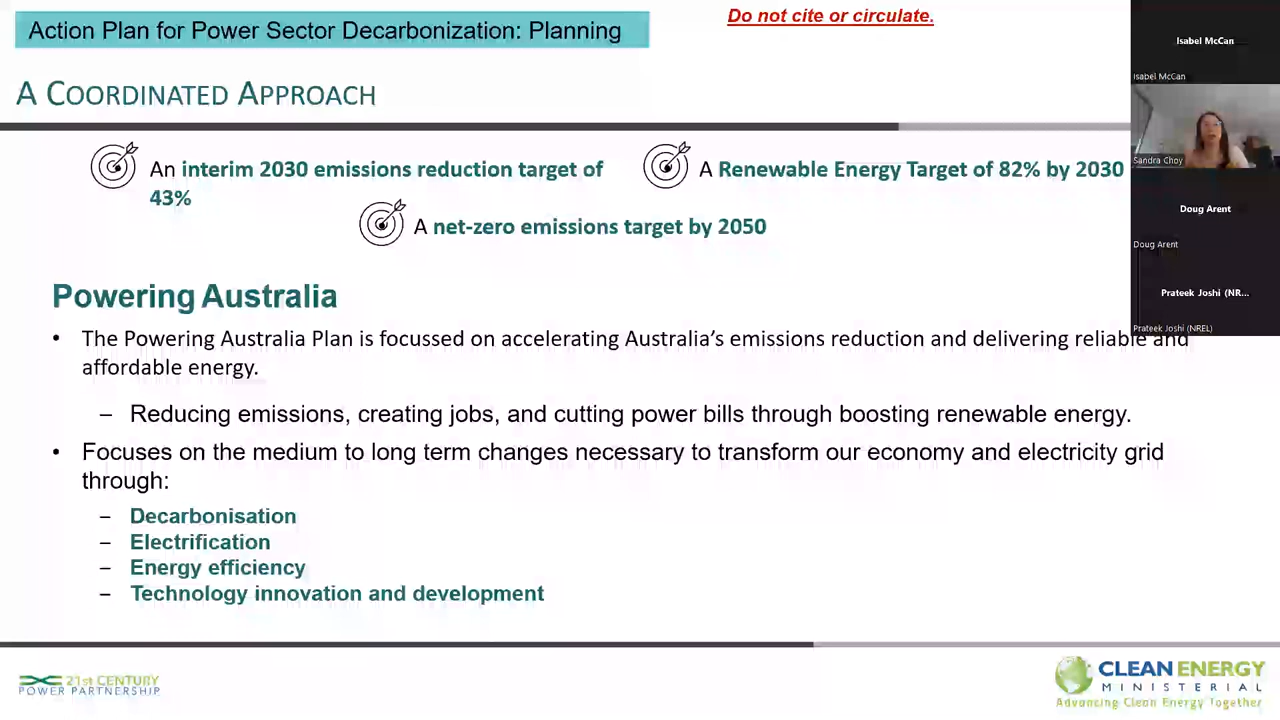 Action Plan for Power Sector Decarbonization: Planning
Do not cite or circulate.
A COORDINATED APPROACH
An interim 2030 emissions reduction target of
43%
A Renewable Energy Target of 82% by 2030
A net-zero emissions target by 2050
Powering Australia
• The Powering Australia Plan is focussed on accelerating Australia's emissions reduction and delivering reliable and
affordable energy.
– Reducing emissions, creating jobs, and cutting power bills through boosting renewable energy.
• Focuses on the medium to long term changes necessary to transform our economy and electricity grid
through:
– Decarbonisation
– Electrification
– Energy efficiency
– Technology innovation and development
Isabel McCan
Isabel McCan
Sandra Choy
Doug Arent
Doug Arent
Prateek Joshi (NR...
Prateek Joshi (NREL)
21st CENTURY
POWER PARTNERSHIP
CLEAN ENERGY
MINISTERIAL
Advancing Clean Energy Together